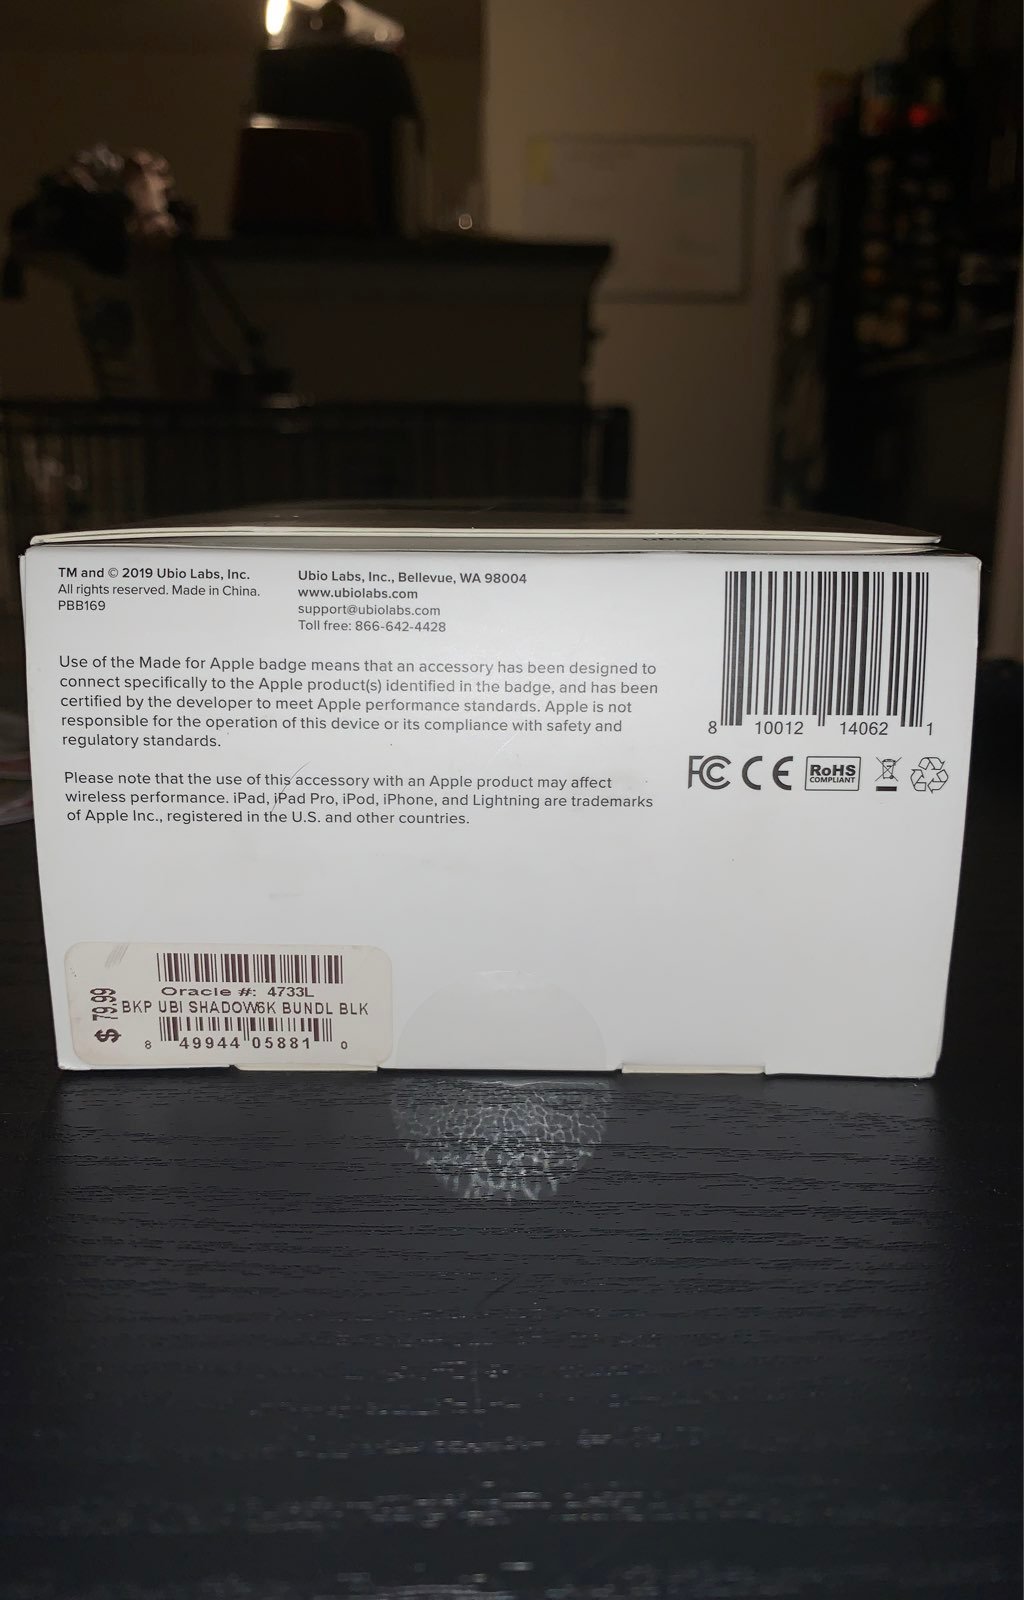 TM and © 2019 Ubio Labs, Inc.
All rights reserved. Made in China.
PBB169
Ubio Labs, Inc., Bellevue, WA 98004
www.ubiolabs.com
support@ubiolabs.com
Toll free: 866-642-4428
Use of the Made for Apple badge means that an accessory has been designed to
connect specifically to the Apple product(s) identified in the badge, and has been
certified by the developer to meet Apple performance standards. Apple is not
responsible for the operation of this device or its compliance with safety and
regulatory standards.
Please note that the use of this accessory with an Apple product may affect
wireless performance. iPad, iPad Pro, iPod, iPhone, and Lightning are trademarks
of Apple Inc., registered in the U.S. and other countries.
8 10012 14062 1
FC CE RoHS
COMPLIANT
Oracle #: 4733L
$ 79.99
BKP UBI SHADOW6K BUNDL BLK
8 49944 05881 0